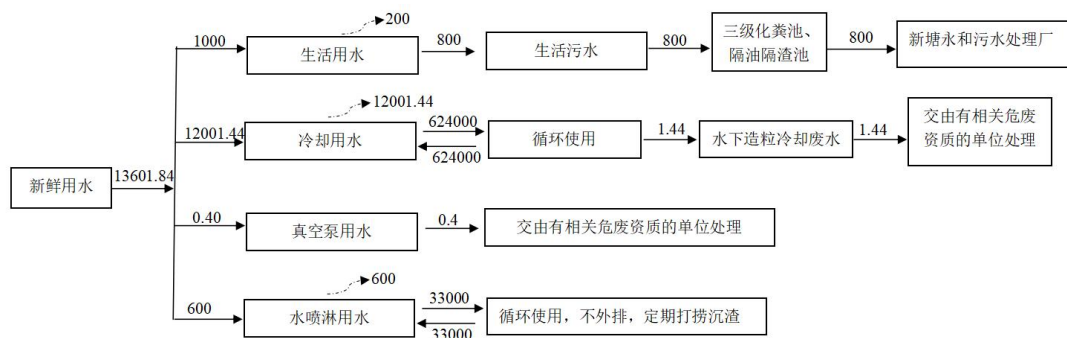 200
1000
生活用水
800
生活污水
800
三级化粪池、
隔油隔渣池
800
新塘永和污水处理厂
12001.44
12001.44
冷却用水
624000
624000
循环使用
1.44
水下造粒冷却废水
1.44
交由有相关危废
资质的单位处理
新鲜用水
13601.84
0.40
真空泵用水
0.4
交由有相关危废资质的单位处理
600
600
水喷淋用水
33000
33000
循环使用，不外排，定期打捞沉渣